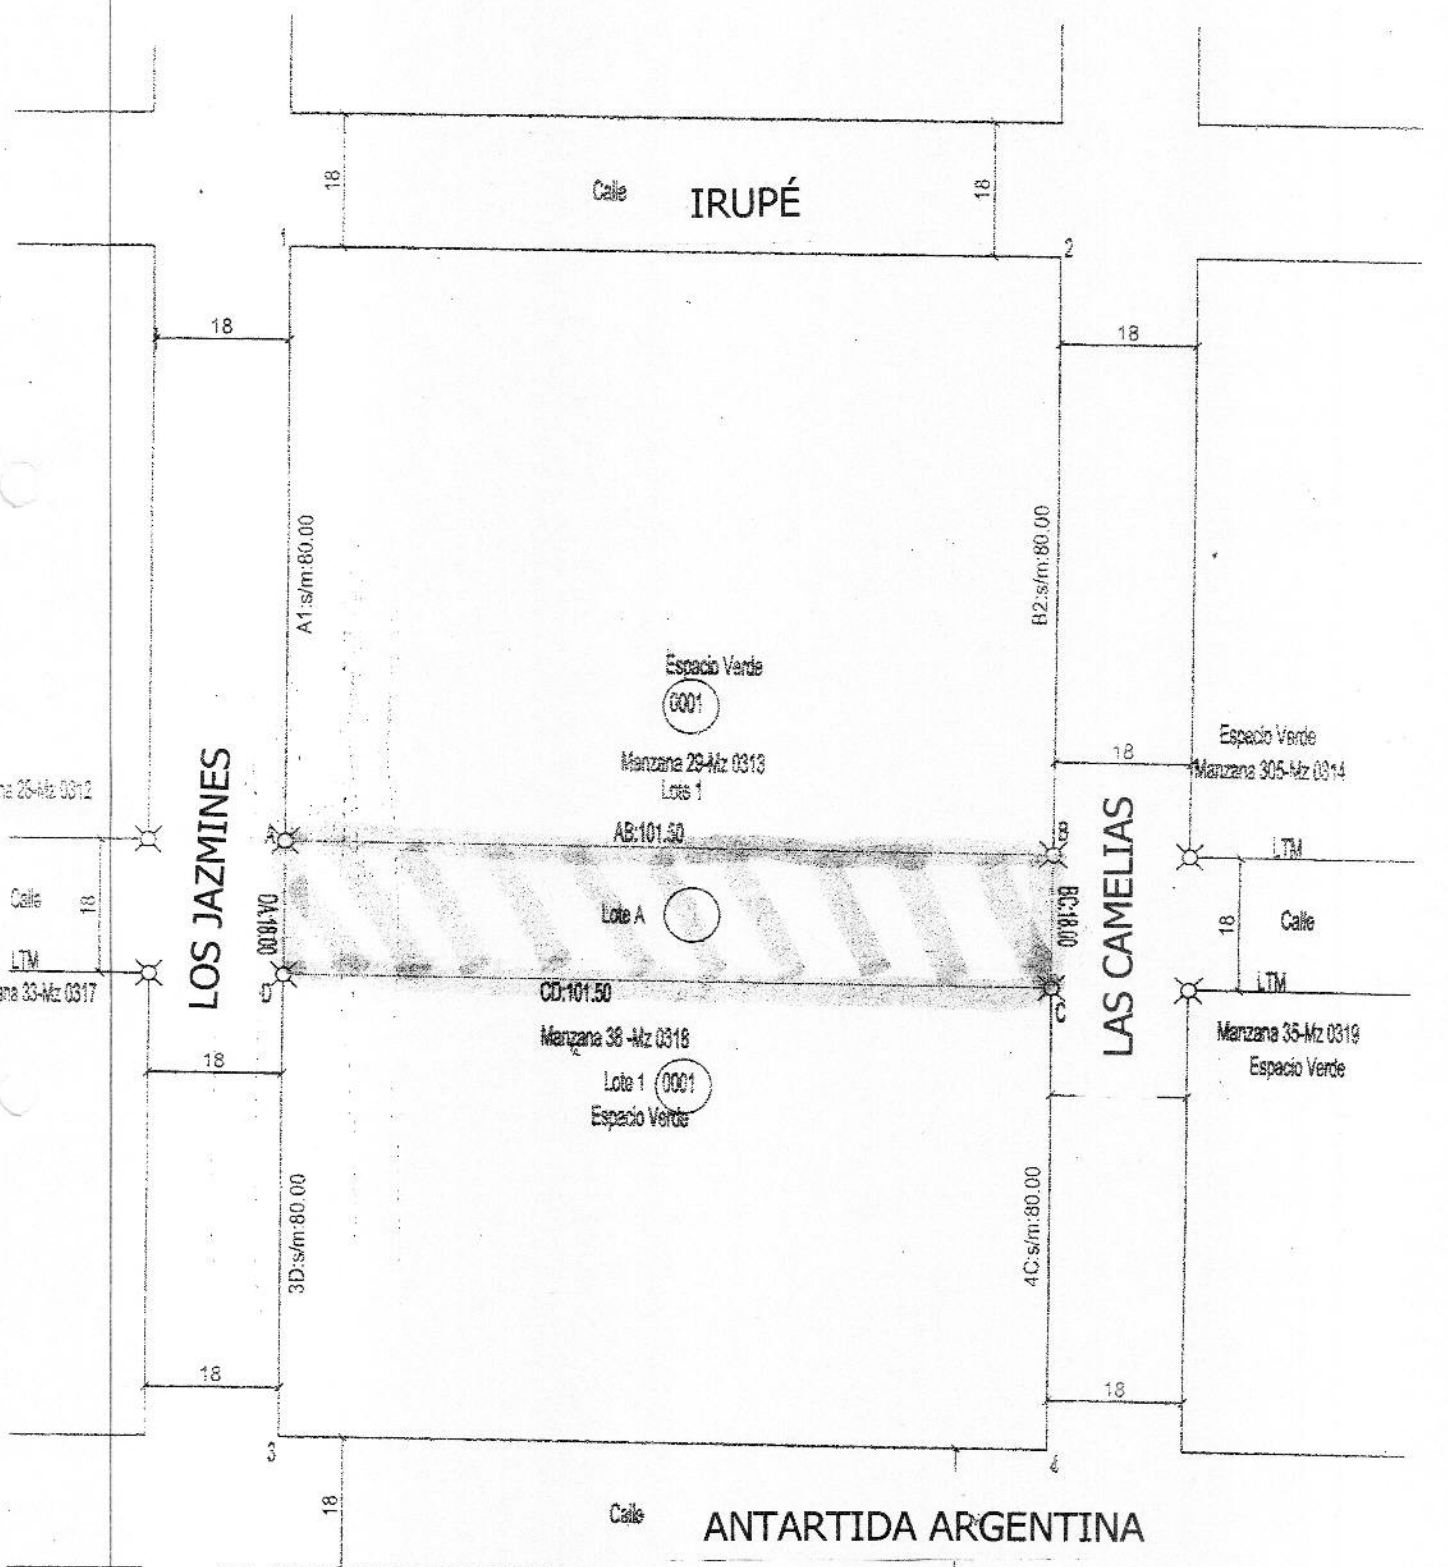 18
Calle IRUPÉ
18
1
2
18
18
A1:s/m:80.00
B2:s/m:80.00
Espacio Verde
0001
Manzana 29-Mz 0313
Lote 1
18
Espacio Verde
Manzana 305-Mz 0314
Mz 0312
LOS JAZMINES
A
AB:101.50
B
LTM
Calle
18
DA:18.00
Lote A
BC:18.00
LAS CAMELIAS
18
Calle
LTM
33-Mz 0317
D
CD:101.50
C
LTM
Manzana 38 -Mz 0318
Lote 1 0001
Espacio Verde
Manzana 35-Mz 0319
Espacio Verde
18
3D:s/m:80.00
4C:s/m:80.00
18
18
3
4
18
Calle ANTARTIDA ARGENTINA